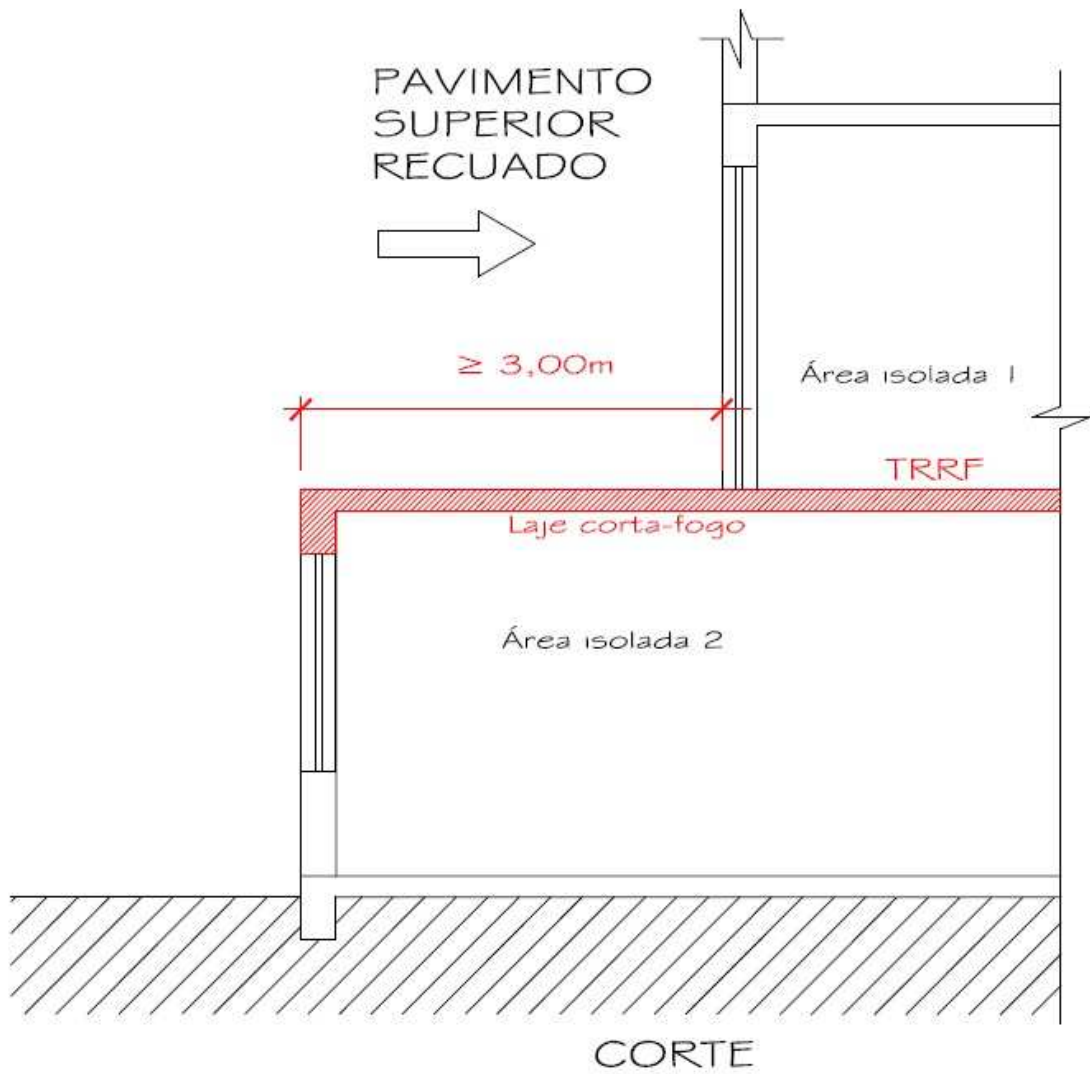 PAVIMENTO
SUPERIOR
RECUADO
≥ 3,00m
Área isolada 1
TRRF
Laje corta-fogo
Área isolada 2
CORTE